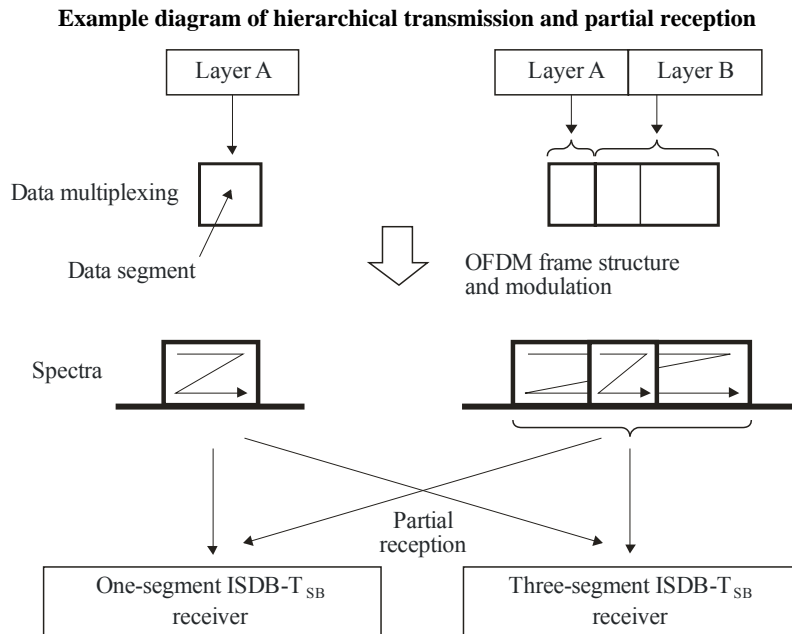 Example diagram of hierarchical transmission and partial reception
Layer A
Layer A
Layer B
Data multiplexing
Data segment
OFDM frame structure
and modulation
Spectra
Partial
reception
One-segment ISDB-T SB
receiver
Three-segment ISDB-T SB
receiver